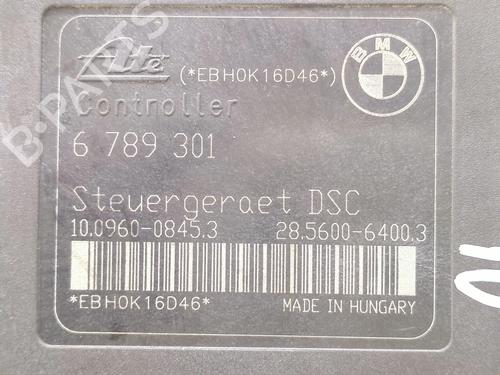 Ate (*EBH0K16D46*) BMW
Controller
6 789 301
Steuergeraet DSC
10.0960-0845.3 28.5600-6400.3
*EBH0K16D46* MADE IN HUNGARY
B-PARTS